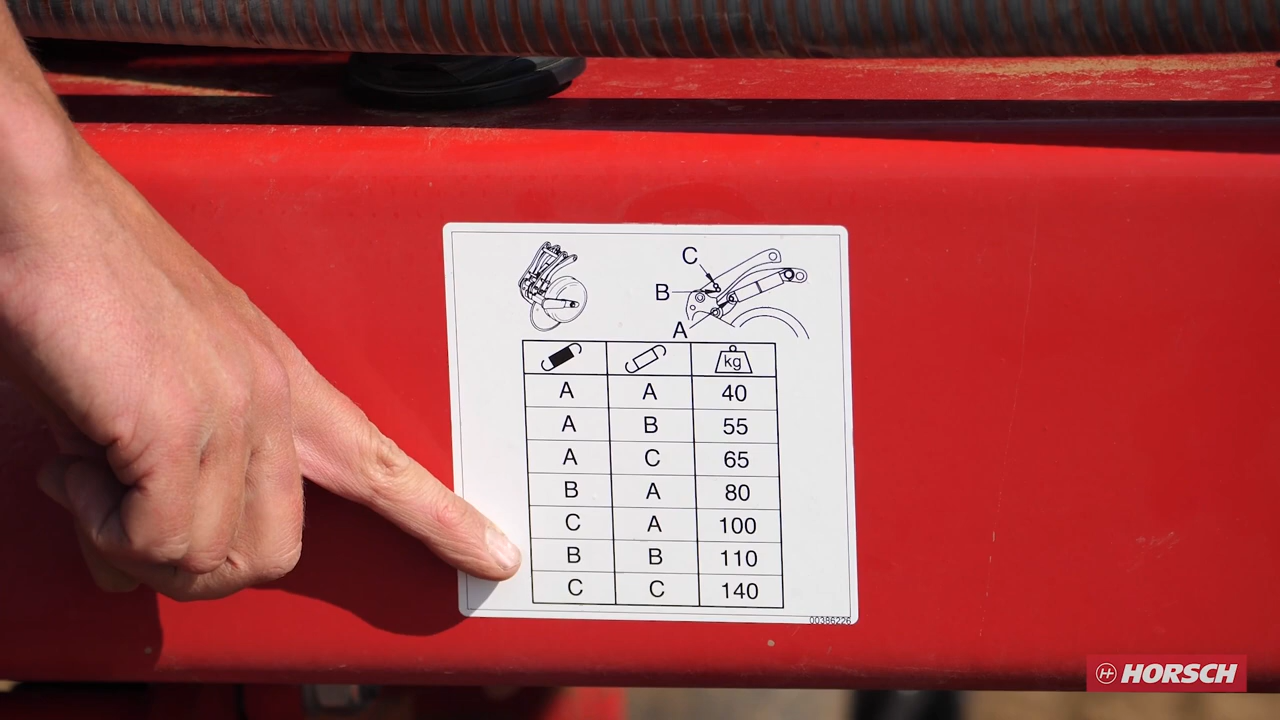 C
B
A
kg
A A 40
A B 55
A C 65
B A 80
C A 100
B B 110
C C 140
00386226
HORSCH